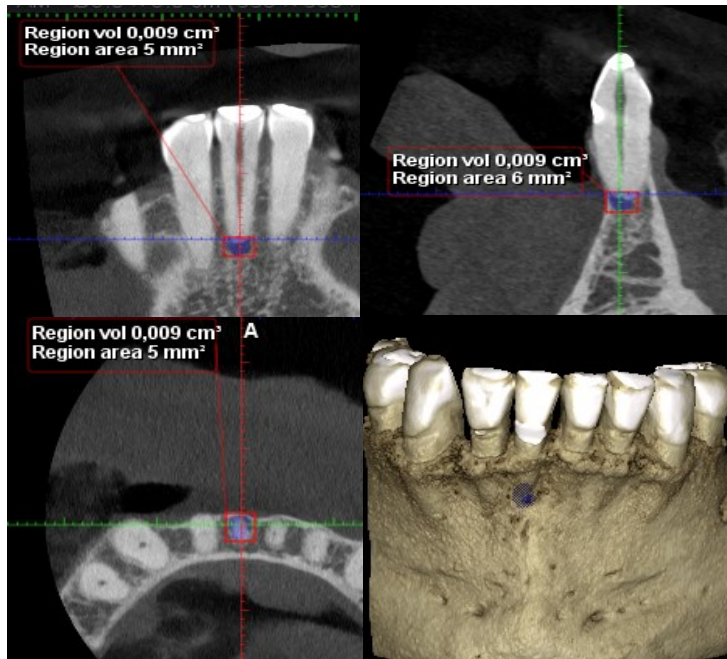 Region vol 0,009 cm³
Region area 5 mm²
Region vol 0,009 cm³
Region area 6 mm²
Region vol 0,009 cm³
Region area 5 mm²
A